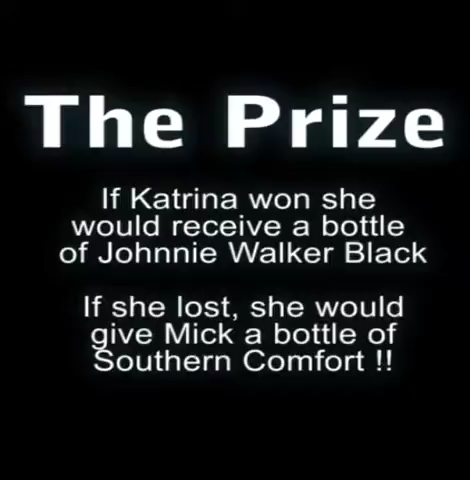 The Prize
If Katrina won she
would receive a bottle
of Johnnie Walker Black
If she lost, she would
give Mick a bottle of
Southern Comfort !!